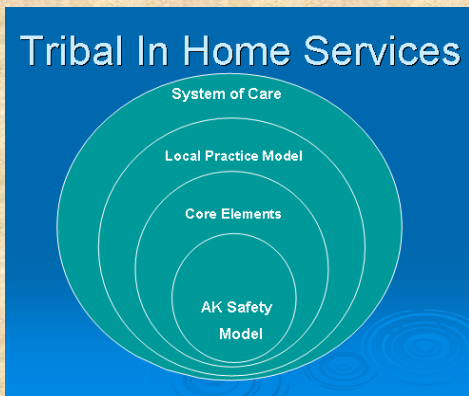 Tribal In Home Services
System of Care
Local Practice Model
Core Elements
AK Safety
Model